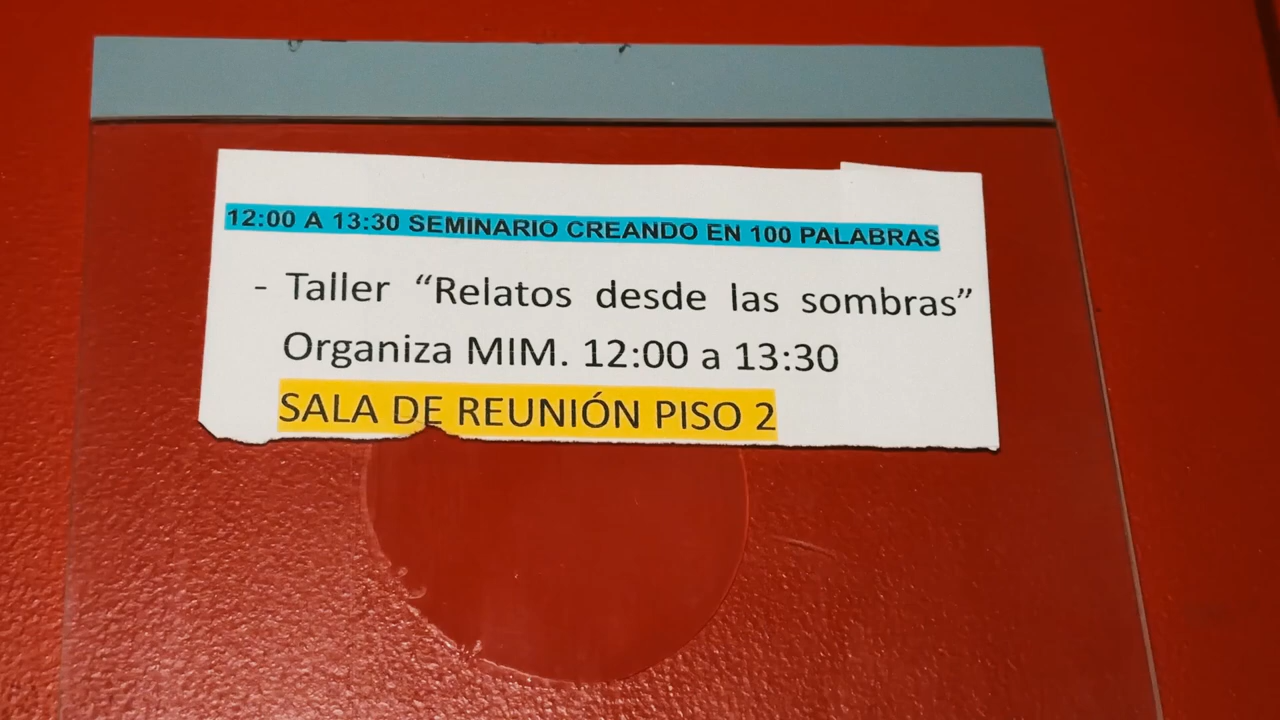 12:00 A 13:30 SEMINARIO CREANDO EN 100 PALABRAS
- Taller “Relatos desde las sombras”
Organiza MIM. 12:00 a 13:30
SALA DE REUNIÓN PISO 2